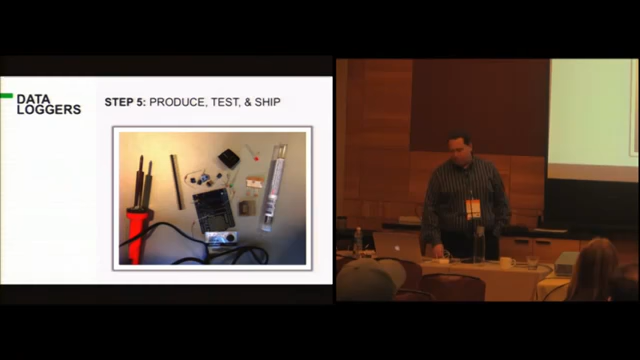 DATA
LOGGERS
STEP 5: PRODUCE, TEST, & SHIP